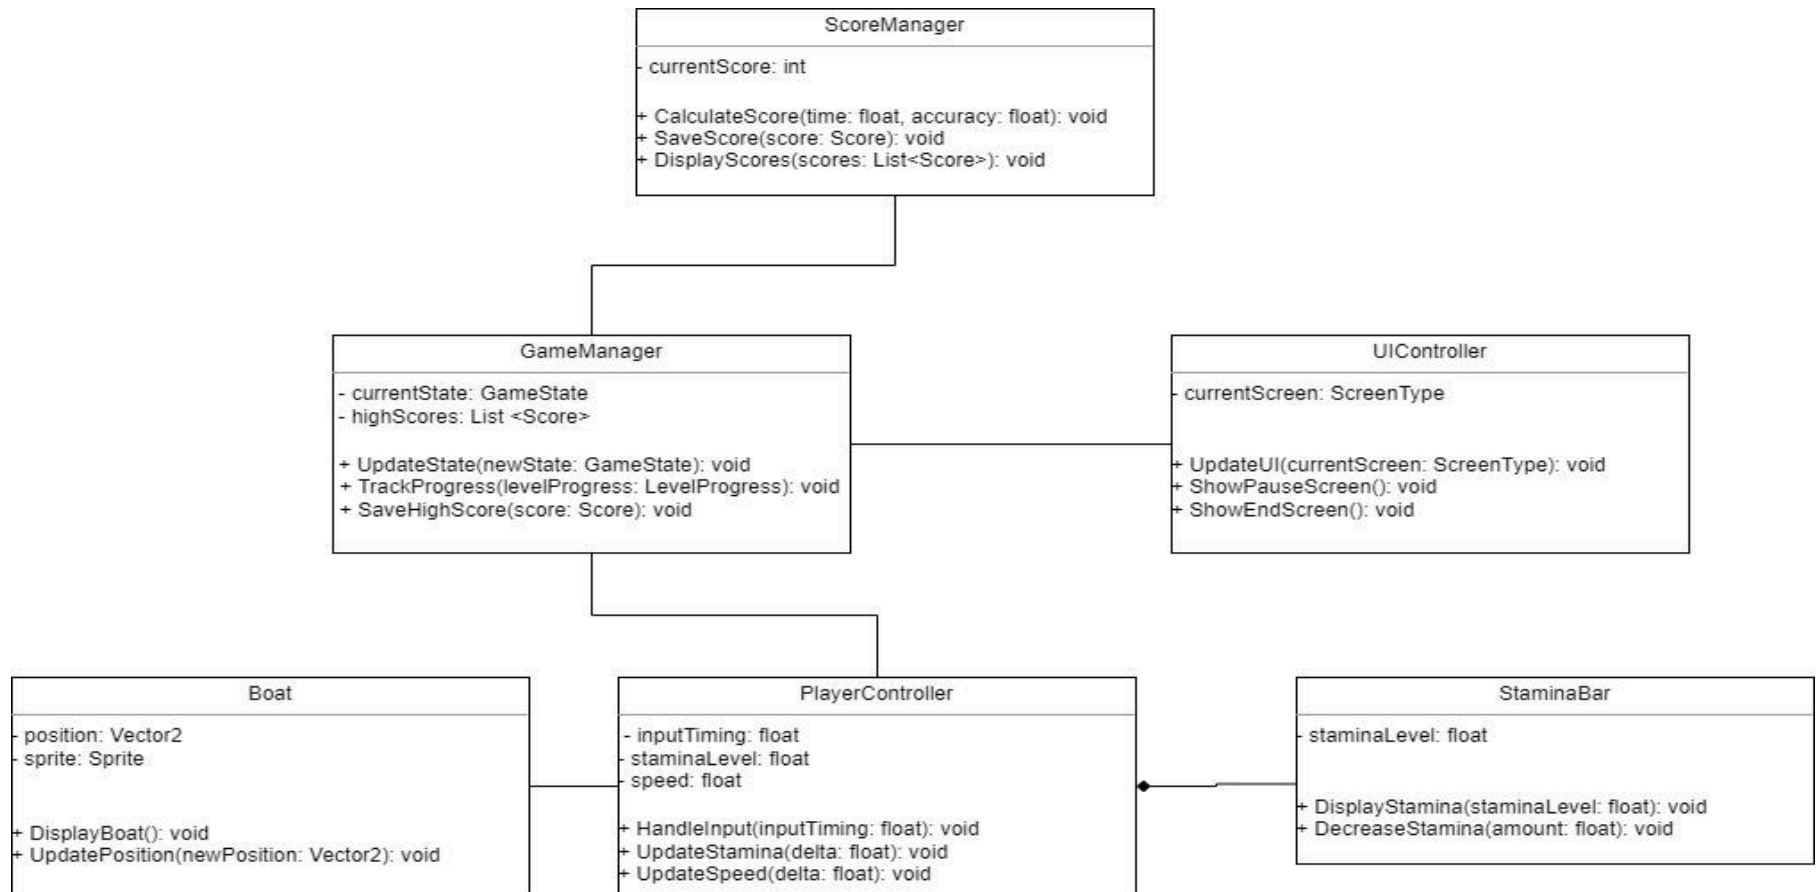 ScoreManager
- currentScore: int
+ CalculateScore(time: float, accuracy: float): void
+ SaveScore(score: Score): void
+ DisplayScores(scores: List<Score>): void
GameManager
- currentState: GameState
- highScores: List <Score>
+ UpdateState(newState: GameState): void
+ TrackProgress(levelProgress: LevelProgress): void
+ SaveHighScore(score: Score): void
UIController
- currentScreen: ScreenType
+ UpdateUI(currentScreen: ScreenType): void
+ ShowPauseScreen(): void
+ ShowEndScreen(): void
Boat
- position: Vector2
- sprite: Sprite
+ DisplayBoat(): void
+ UpdatePosition(newPosition: Vector2): void
PlayerController
- inputTiming: float
- staminaLevel: float
- speed: float
+ HandleInput(inputTiming: float): void
+ UpdateStamina(delta: float): void
+ UpdateSpeed(delta: float): void
StaminaBar
- staminaLevel: float
+ DisplayStamina(staminaLevel: float): void
+ DecreaseStamina(amount: float): void